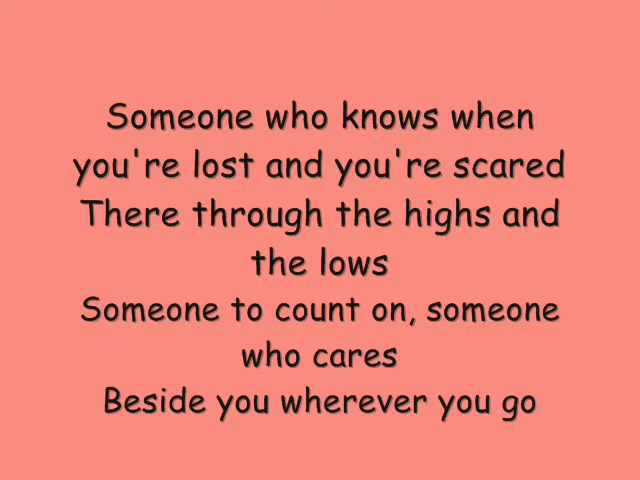 Someone who knows when
you're lost and you're scared
There through the highs and
the lows
Someone to count on, someone
who cares
Beside you wherever you go